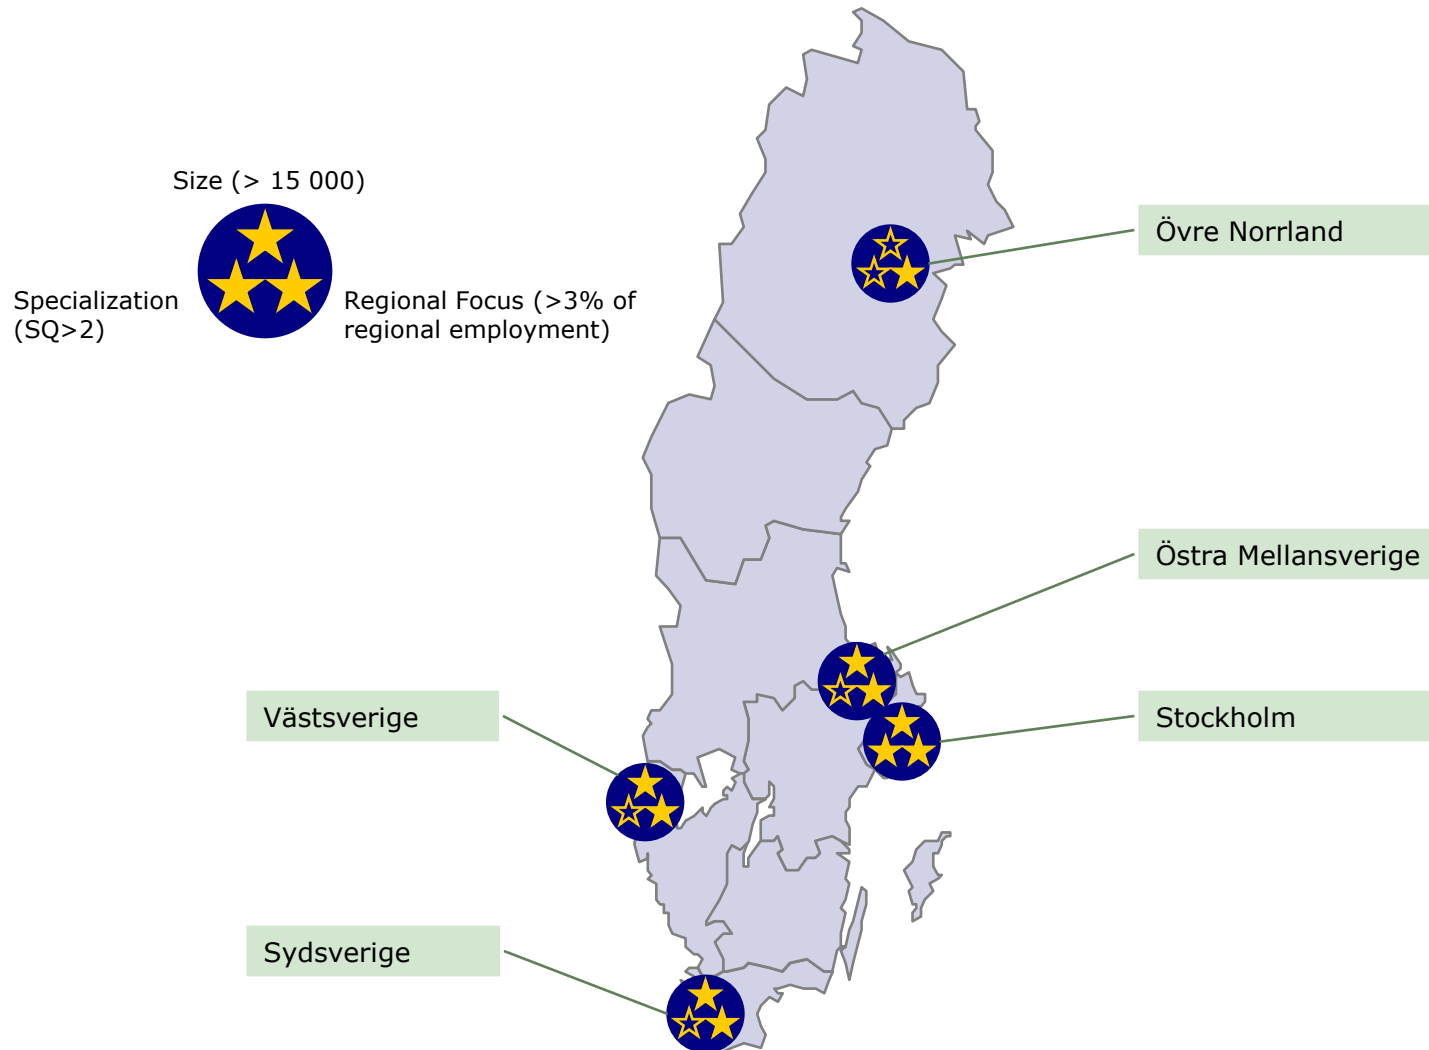 Size (> 15 000)
Specialization
(SQ>2)
Regional Focus (>3% of
regional employment)
Övre Norrland
Östra Mellansverige
Västsverige
Stockholm
Sydsverige